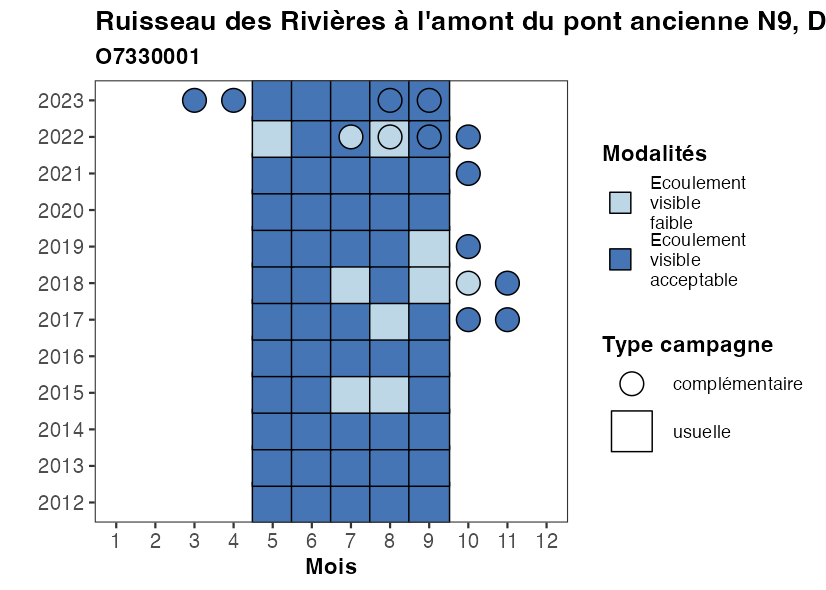 Ruisseau des Rivières à l'amont du pont ancienne N9, D
O7330001
2023
2022
2021
2020
2019
2018
2017
2016
2015
2014
2013
2012
1 2 3 4 5 6 7 8 9 10 11 12
Mois
Modalités
Ecoulement
visible
faible
Ecoulement
visible
acceptable
Type campagne
complémentaire
usuelle